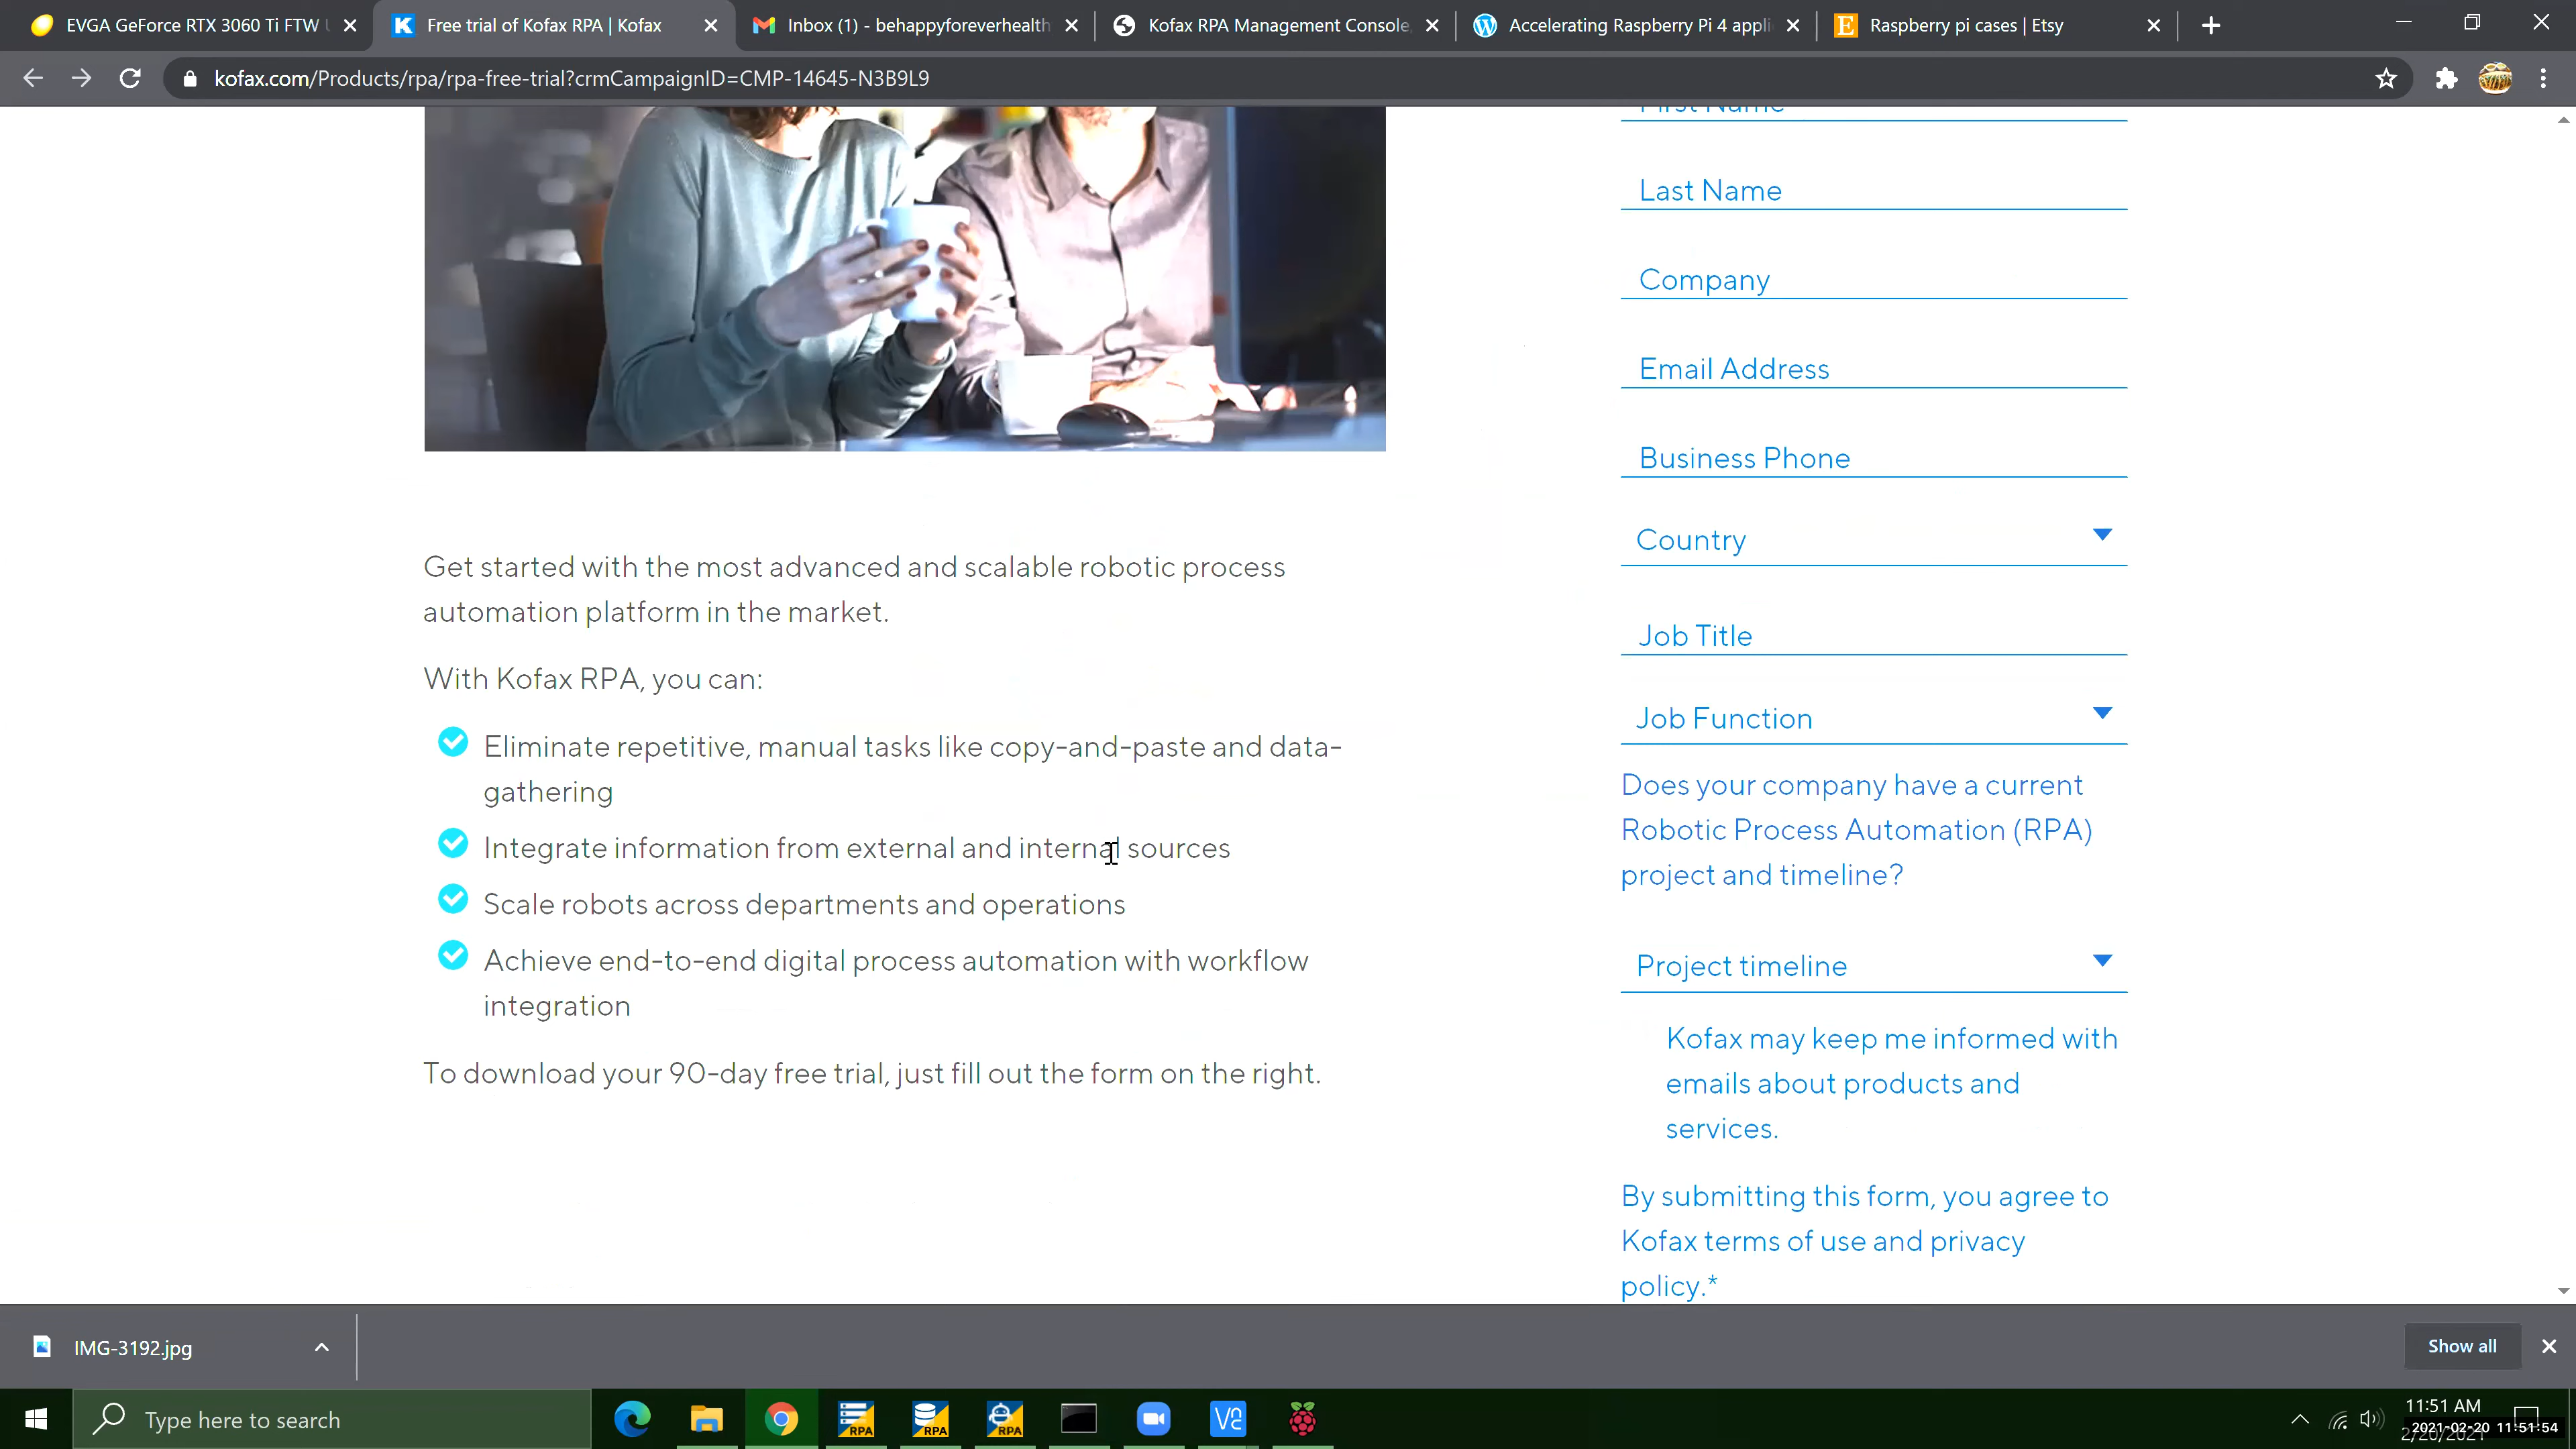 EVGA GeForce RTX 3060 Ti FTW U
Free trial of Kofax RPA | Kofax
Inbox (1) - behappyforeverhealth
Kofax RPA Management Console,
Accelerating Raspberry Pi 4 appli
Raspberry pi cases | Etsy
kofax.com/Products/rpa/rpa-free-trial?crmCampaignID=CMP-14645-N3B9L9
First Name
Last Name
Company
Email Address
Business Phone
Country
Job Title
Job Function
Does your company have a current
Robotic Process Automation (RPA)
project and timeline?
Project timeline
Kofax may keep me informed with
emails about products and
services.
By submitting this form, you agree to
Kofax terms of use and privacy
policy.*
Get started with the most advanced and scalable robotic process
automation platform in the market.
With Kofax RPA, you can:
Eliminate repetitive, manual tasks like copy-and-paste and data-
gathering
Integrate information from external and internal sources
Scale robots across departments and operations
Achieve end-to-end digital process automation with workflow
integration
To download your 90-day free trial, just fill out the form on the right.
IMG-3192.jpg
Show all
Type here to search
RPA
RPA
RPA
11:51 AM
2/20/2021
2021-02-20 11:51:54